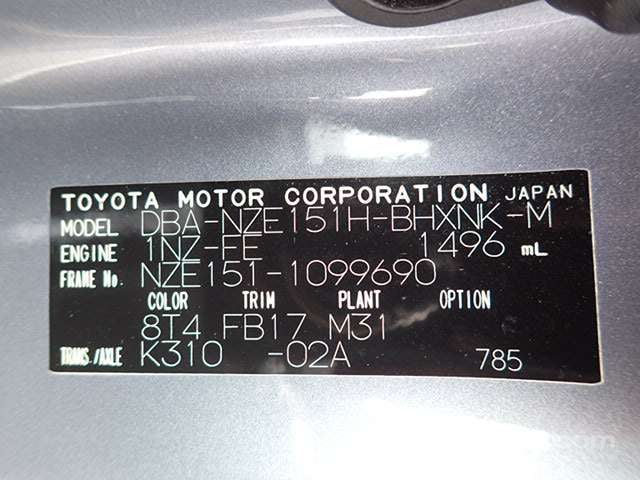 TOYOTA MOTOR CORPORATION JAPAN
MODEL DBA-NZE151H-BHXNK-M
ENGINE 1NZ-FE 1496 mL
FRAME No. NZE151-1099690
COLOR TRIM PLANT OPTION
8T4 FB17 M31
TRANS./AXLE K310 -02A 785